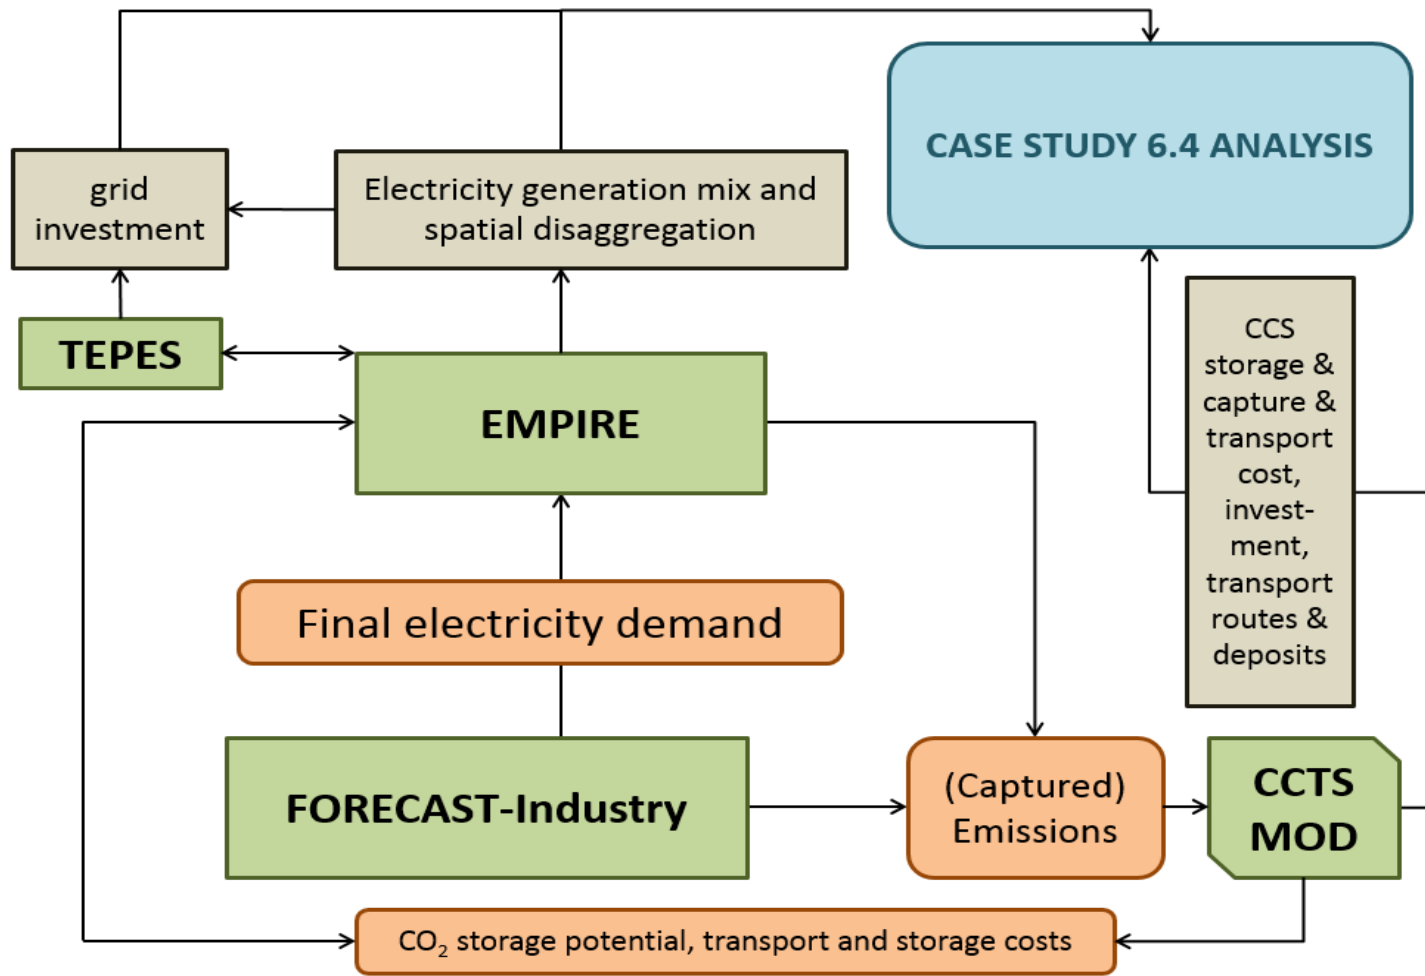 CASE STUDY 6.4 ANALYSIS
grid
investment
Electricity generation mix and
spatial disaggregation
TEPES
EMPIRE
CCS
storage &
capture &
transport
cost,
invest-
ment,
transport
routes &
deposits
Final electricity demand
FORECAST-Industry
(Captured)
Emissions
CCTS
MOD
CO₂ storage potential, transport and storage costs